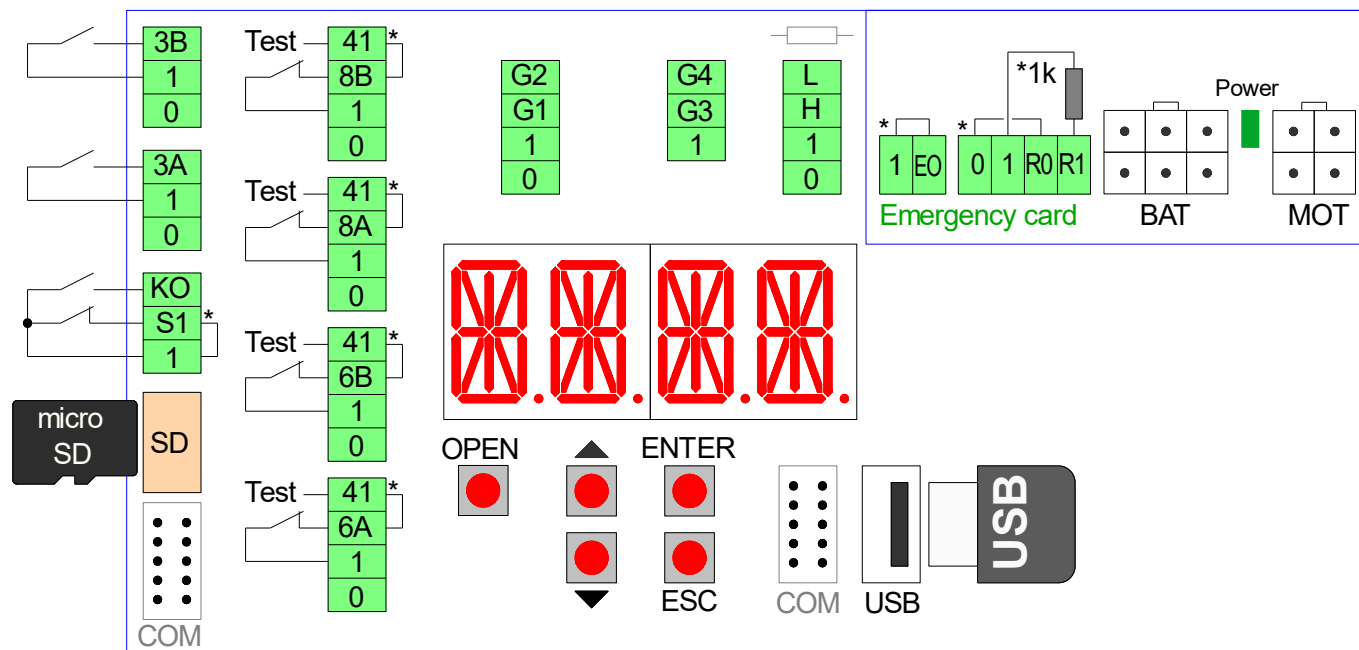 3B
1
0
3A
1
0
KO
S1 *
1
micro
SD
SD
COM
Test 41 *
8B
1
0
Test 41 *
8A
1
0
Test 41 *
6B
1
0
Test 41 *
6A
1
0
G2
G1
1
0
G4
G3
1
L
H
1
0
*1k
* 1 EO
* 0 1 R0 R1
Emergency card
BAT
Power
MOT
OPEN
▲
ENTER
▼
ESC
COM
USB
USB